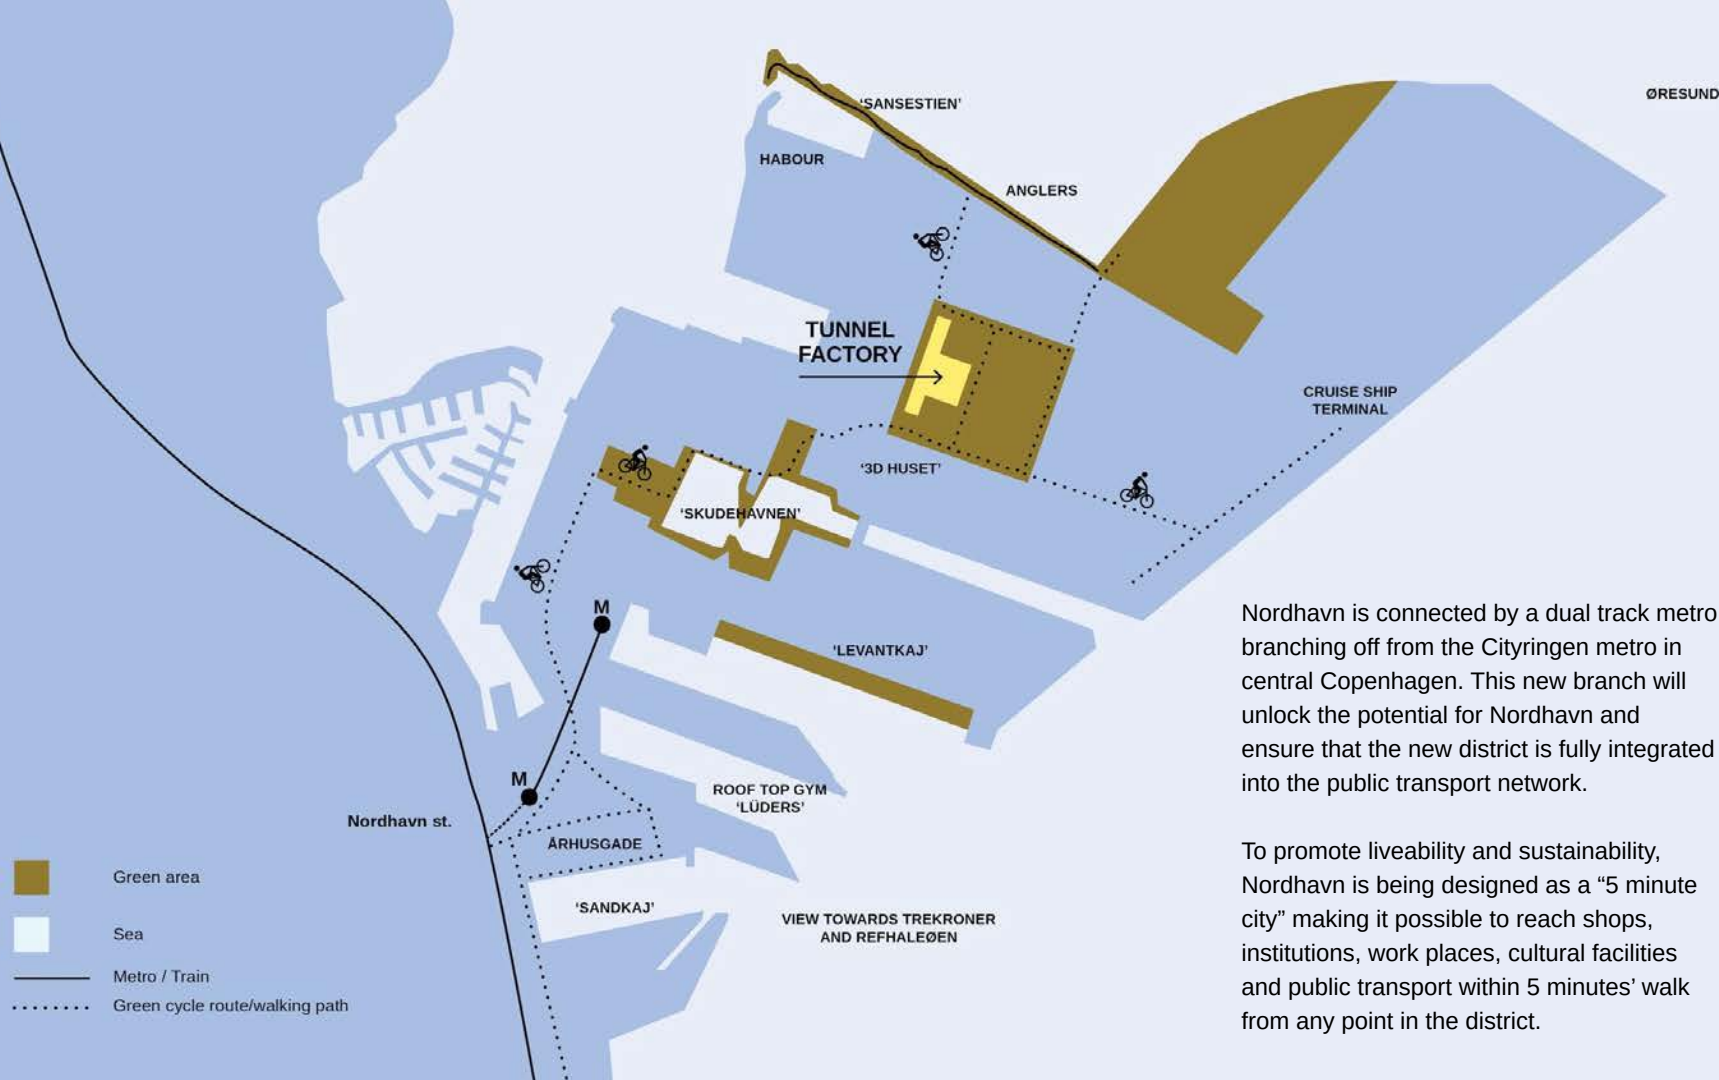 'SANSESTIEN'
ØRESUND
HABOUR
ANGLERS
TUNNEL
FACTORY
CRUISE SHIP
TERMINAL
'3D HUSET'
'SKUDEHAVNEN'
M
'LEVANTKAJ'
M
ROOF TOP GYM
'LÜDERS'
Nordhavn st.
ÅRHUSGADE
'SANDKAJ'
VIEW TOWARDS TREKRONER
AND REFHALEØEN
Green area
Sea
Metro / Train
Green cycle route/walking path
Nordhavn is connected by a dual track metro
branching off from the Cityringen metro in
central Copenhagen. This new branch will
unlock the potential for Nordhavn and
ensure that the new district is fully integrated
into the public transport network.
To promote liveability and sustainability,
Nordhavn is being designed as a “5 minute
city” making it possible to reach shops,
institutions, work places, cultural facilities
and public transport within 5 minutes’ walk
from any point in the district.